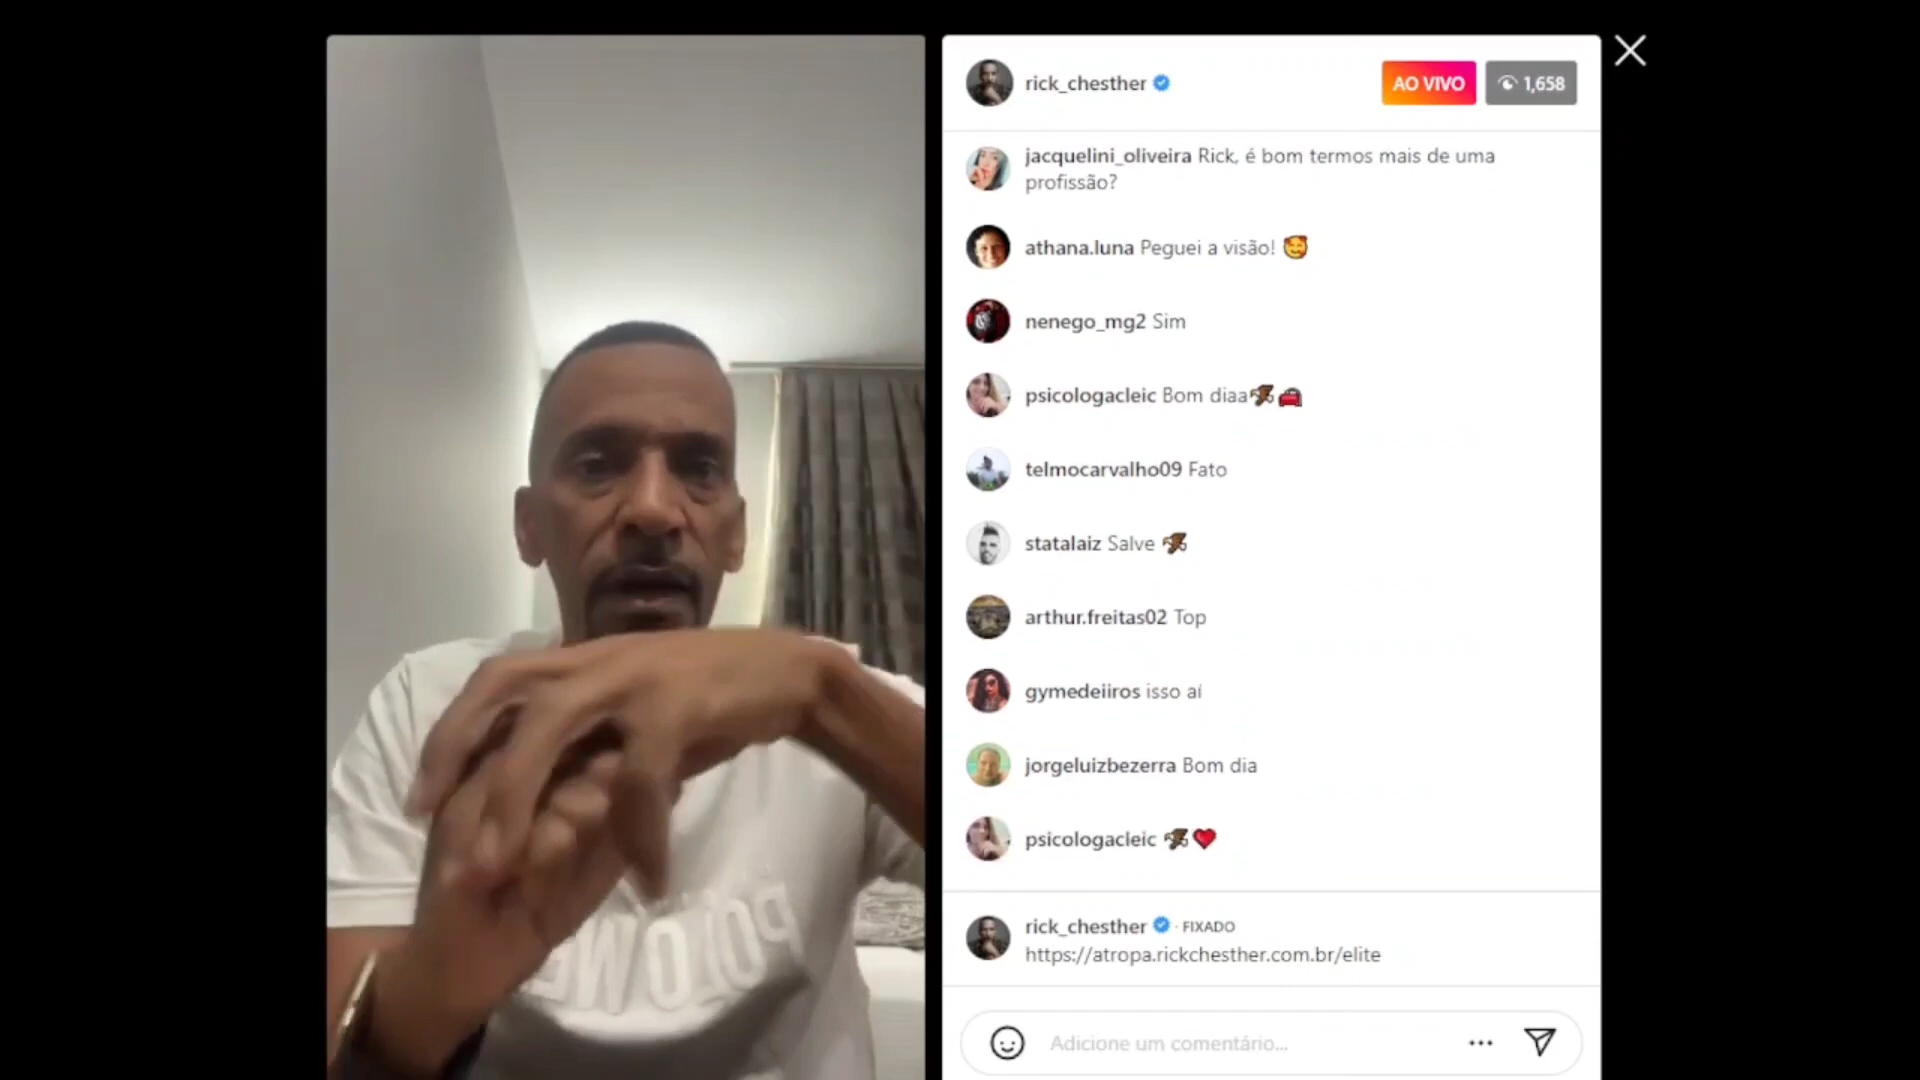 rick_chesther
AO VIVO
1,658
jacquelini_oliveira Rick, é bom termos mais de uma
profissão?
athana.luna Peguei a visão! 🥰
nenego_mg2 Sim
psicologacleic Bom diaa
telmocarvalho09 Fato
statalaiz Salve
arthur.freitas02 Top
gymedeiiros isso aí
jorgeluizbezerra Bom dia
psicologacleic ❤️
rick_chesther · FIXADO
https://atropa.rickchesther.com.br/elite
Adicione um comentário...